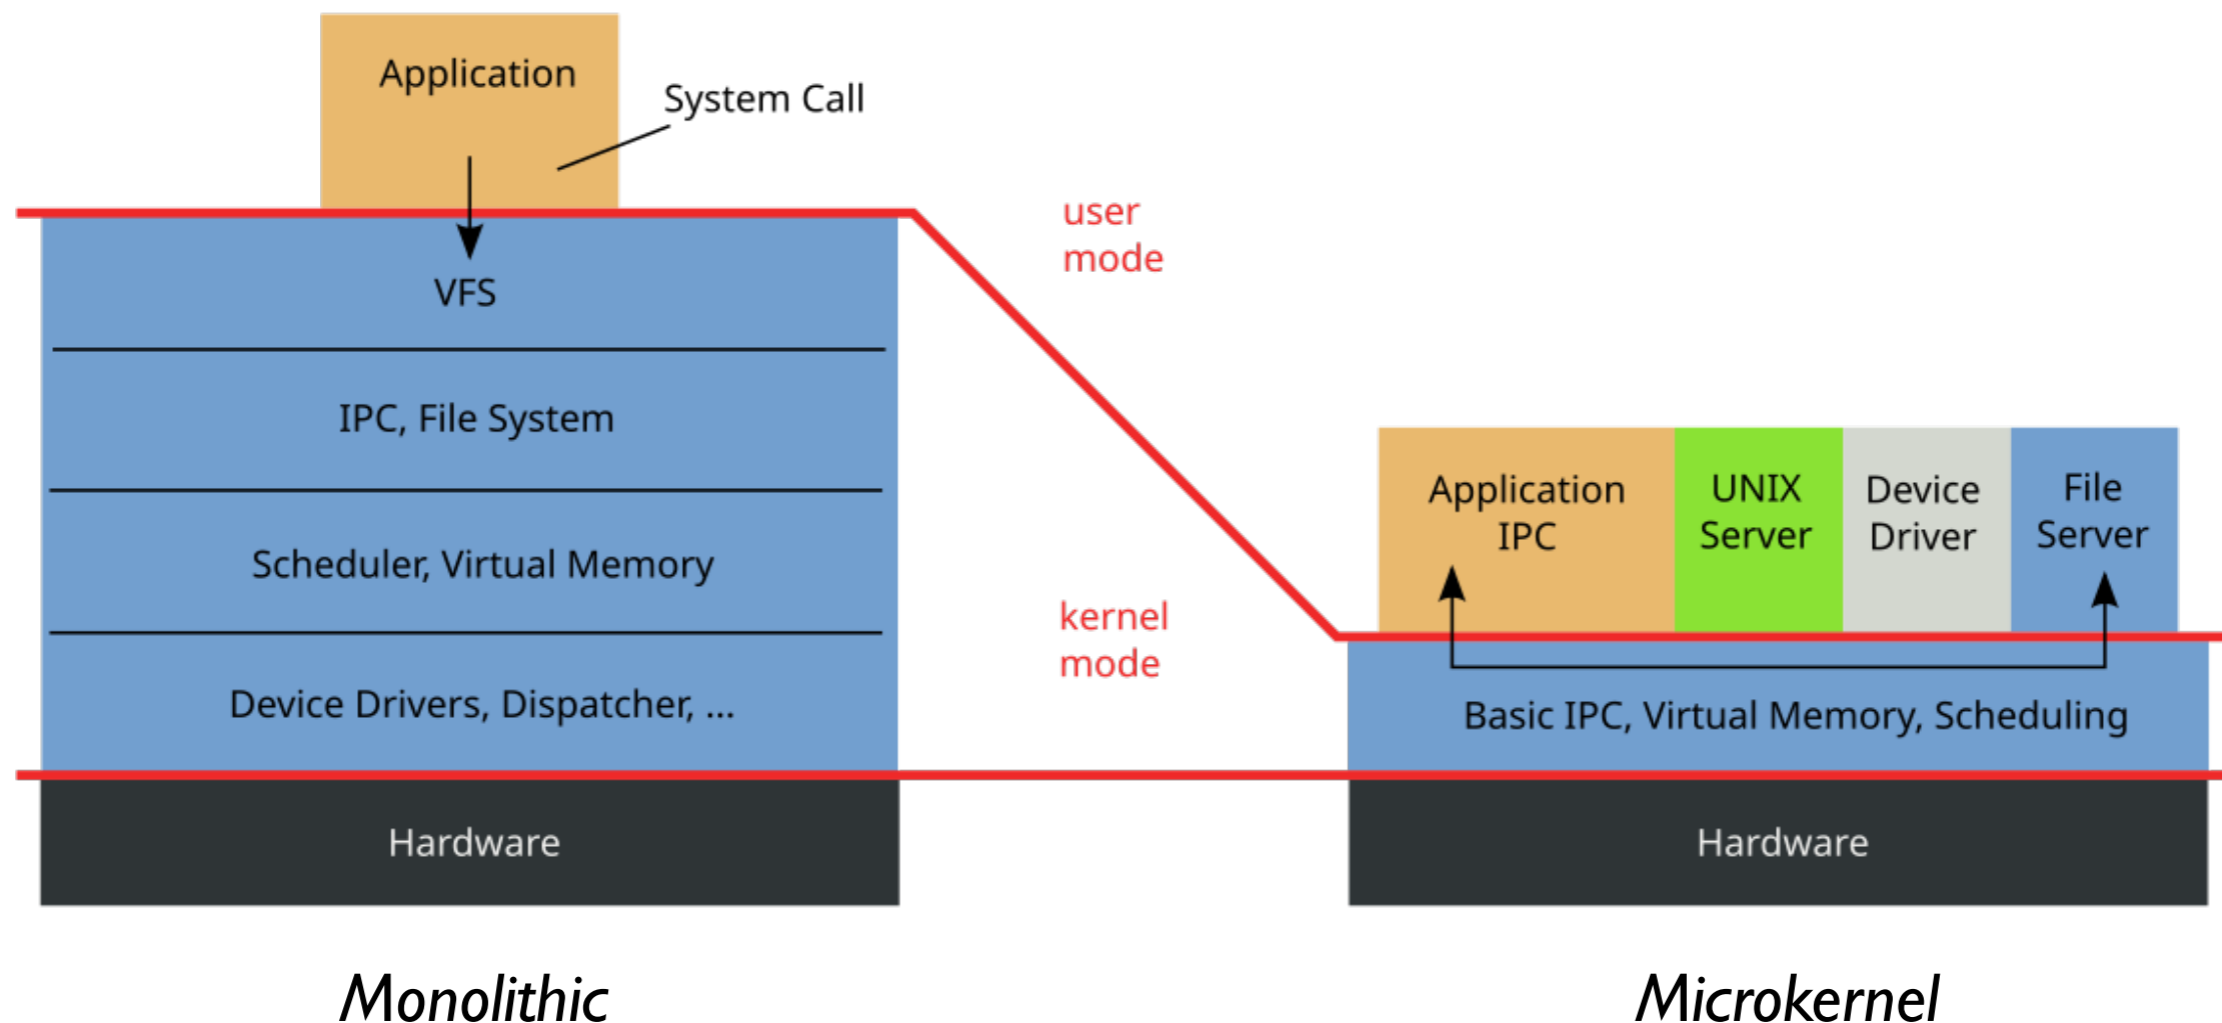 Application
System Call
VFS
IPC, File System
Scheduler, Virtual Memory
Device Drivers, Dispatcher, ...
Hardware
user
mode
kernel
mode
Application
IPC
UNIX
Server
Device
Driver
File
Server
Basic IPC, Virtual Memory, Scheduling
Hardware
Monolithic
Microkernel